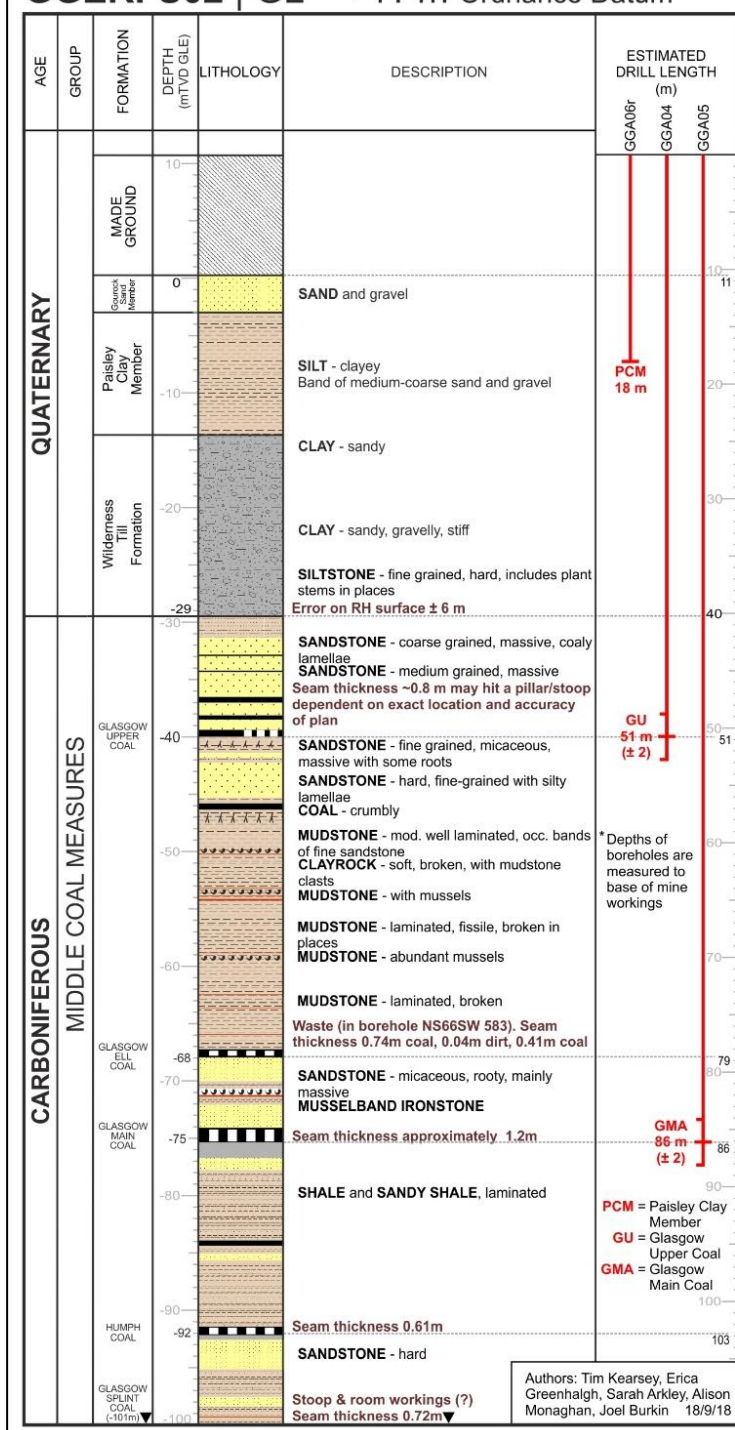 Ordnance Datum
AGE
GROUP
FORMATION
DEPTH
(mTVD GLE)
LITHOLOGY
DESCRIPTION
ESTIMATED
DRILL LENGTH
(m)
GGA06r
GGA04
GGA05
QUATERNARY
CARBONIFEROUS
MIDDLE COAL MEASURES
MADE
GROUND
Gourock
Sand
Member
Paisley
Clay
Member
Wilderness
Till
Formation
GLASGOW
UPPER
COAL
GLASGOW
ELL
COAL
GLASGOW
MAIN
COAL
HUMPH
COAL
GLASGOW
SPLINT
COAL
(-101m)
10
0
-10
-20
-29
-30
-40
-50
-60
-68
-70
-75
-80
-90
-92
-100
SAND and gravel
SILT - clayey
Band of medium-coarse sand and gravel
CLAY - sandy
CLAY - sandy, gravelly, stiff
SILTSTONE - fine grained, hard, includes plant
stems in places
Error on RH surface ± 6 m
SANDSTONE - coarse grained, massive, coaly
lamellae
SANDSTONE - medium grained, massive
Seam thickness ~0.8 m may hit a pillar/stoop
dependent on exact location and accuracy
of plan
SANDSTONE - fine grained, micaceous,
massive with some roots
SANDSTONE - hard, fine-grained with silty
lamellae
COAL - crumbly
MUDSTONE - mod. well laminated, occ. bands
of fine sandstone
CLAYROCK - soft, broken, with mudstone
clasts
MUDSTONE - with mussels
MUDSTONE - laminated, fissile, broken in
places
MUDSTONE - abundant mussels
MUDSTONE - laminated, broken
Waste (in borehole NS66SW 583). Seam
thickness 0.74m coal, 0.04m dirt, 0.41m coal
SANDSTONE - micaceous, rooty, mainly
massive
MUSSELBAND IRONSTONE
Seam thickness approximately 1.2m
SHALE and SANDY SHALE, laminated
Seam thickness 0.61m
SANDSTONE - hard
Stoop & room workings (?)
Seam thickness 0.72m
10
11
PCM
18 m
20
30
40
GU
51 m
(± 2)
50
51
60
* Depths of
boreholes are
measured to
base of mine
workings
70
79
80
GMA
86 m
(± 2)
86
90
PCM = Paisley Clay
Member
GU = Glasgow
Upper Coal
GMA = Glasgow
Main Coal
100
103
Authors: Tim Kearsey, Erica
Greenhalgh, Sarah Arkley, Alison
Monaghan, Joel Burkin 18/9/18